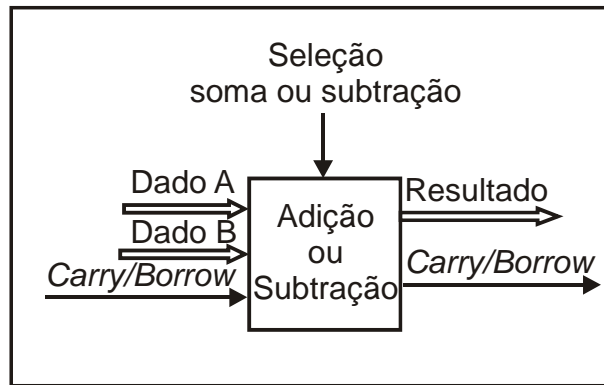 Seleção
soma ou subtração
Dado A
Dado B
Carry/Borrow
Adição
ou
Subtração
Resultado
Carry/Borrow